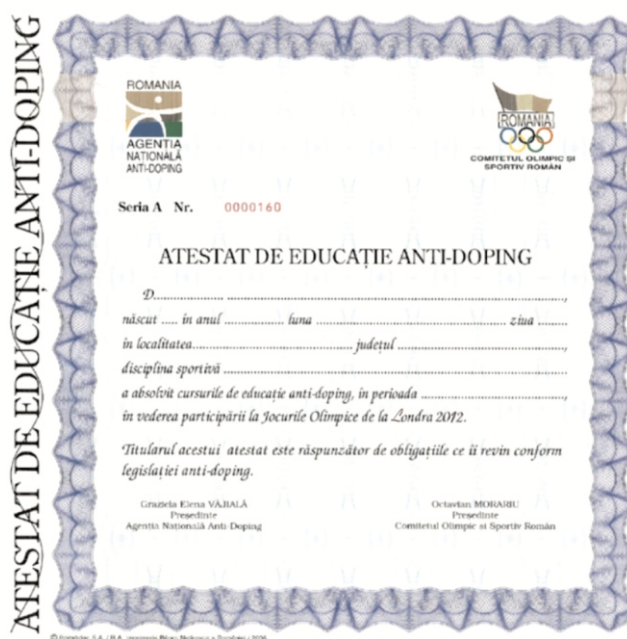 ATESTAT DE EDUCAȚIE ANTI-DOPING
ROMANIA
AGENȚIA
NAȚIONALĂ
ANTI-DOPING
ROMANIA
COMITETUL OLIMPIC ȘI
SPORTIV ROMÂN
Seria A Nr. 0000160
ATESTAT DE EDUCAȚIE ANTI-DOPING
D.......................... ..........................................................................................,
născut ..... în anul ................. luna ....................................................... ziua ........
în localitatea............................................. județul ................................................,
disciplina sportivă ................................................................................................
a absolvit cursurile de educație anti-doping, în perioada .........................................,
în vederea participării la Jocurile Olimpice de la Londra 2012.
Titularul acestui atestat este răspunzător de obligațiile ce îi revin conform
legislației anti-doping.
Graziela Elena VÂJIALĂ
Președinte
Agenția Națională Anti-Doping
Octavian MORARIU
Președinte
Comitetul Olimpic si Sportiv Român